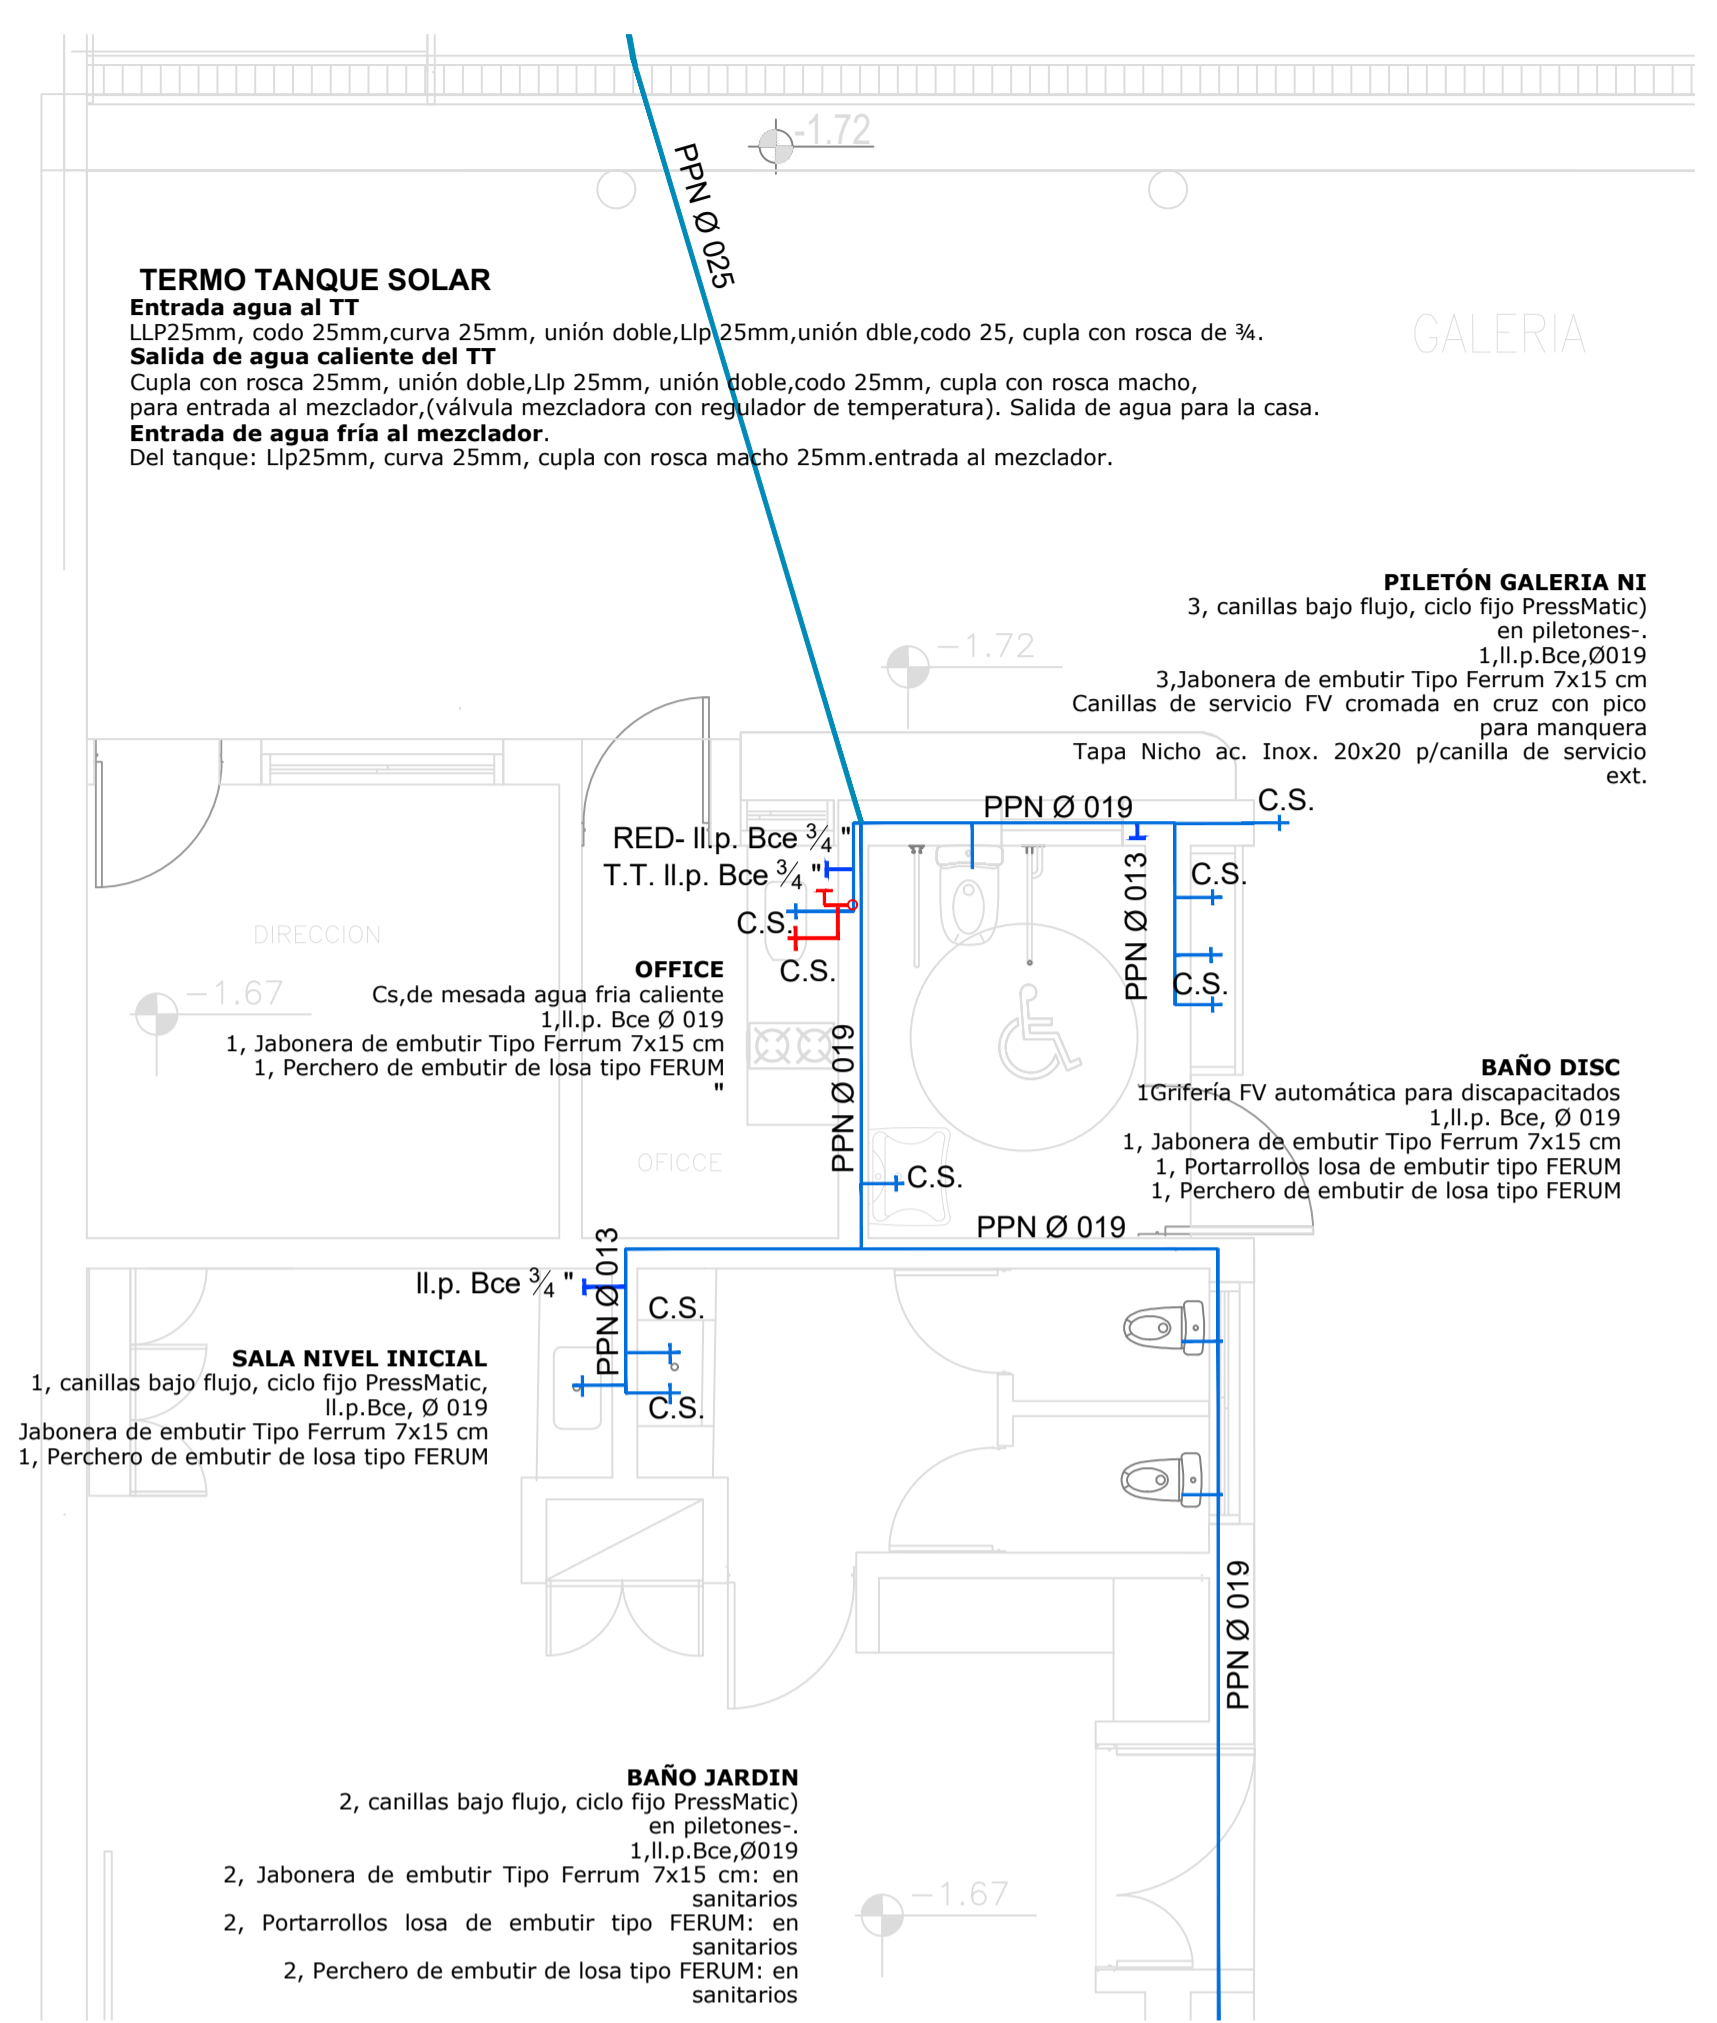 -1.72
PPN Ø 025
TERMO TANQUE SOLAR
Entrada agua al TT
LLP25mm, codo 25mm,curva 25mm, unión doble,Llp 25mm,unión dble,codo 25, cupla con rosca de ¾.
Salida de agua caliente del TT
Cupla con rosca 25mm, unión doble,Llp 25mm, unión doble,codo 25mm, cupla con rosca macho,
para entrada al mezclador,(válvula mezcladora con regulador de temperatura). Salida de agua para la casa.
Entrada de agua fría al mezclador.
Del tanque: Llp25mm, curva 25mm, cupla con rosca macho 25mm.entrada al mezclador.
GALERIA
PILETÓN GALERIA NI
3, canillas bajo flujo, ciclo fijo PressMatic)
en piletones-.
1,ll.p.Bce,Ø019
3,Jabonera de embutir Tipo Ferrum 7x15 cm
Canillas de servicio FV cromada en cruz con pico
para manquera
Tapa Nicho ac. Inox. 20x20 p/canilla de servicio
ext.
-1.72
PPN Ø 019
C.S.
RED- ll.p. Bce ¾ "
T.T. ll.p. Bce ¾ "
C.S.
C.S.
PPN Ø 013
C.S.
C.S.
DIRECCION
-1.67
OFFICE
Cs,de mesada agua fria caliente
1,ll.p. Bce Ø 019
1, Jabonera de embutir Tipo Ferrum 7x15 cm
1, Perchero de embutir de losa tipo FERUM
"
PPN Ø 019
OFICCE
C.S.
BAÑO DISC
1Grifería FV automática para discapacitados
1,ll.p. Bce, Ø 019
1, Jabonera de embutir Tipo Ferrum 7x15 cm
1, Portarrollos losa de embutir tipo FERUM
1, Perchero de embutir de losa tipo FERUM
PPN Ø 019
PPN Ø 013
ll.p. Bce ¾ "
C.S.
C.S.
SALA NIVEL INICIAL
1, canillas bajo flujo, ciclo fijo PressMatic,
ll.p.Bce, Ø 019
Jabonera de embutir Tipo Ferrum 7x15 cm
1, Perchero de embutir de losa tipo FERUM
PPN Ø 019
BAÑO JARDIN
2, canillas bajo flujo, ciclo fijo PressMatic)
en piletones-.
1,ll.p.Bce,Ø019
2, Jabonera de embutir Tipo Ferrum 7x15 cm: en
sanitarios
2, Portarrollos losa de embutir tipo FERUM: en
sanitarios
2, Perchero de embutir de losa tipo FERUM: en
sanitarios
-1.67